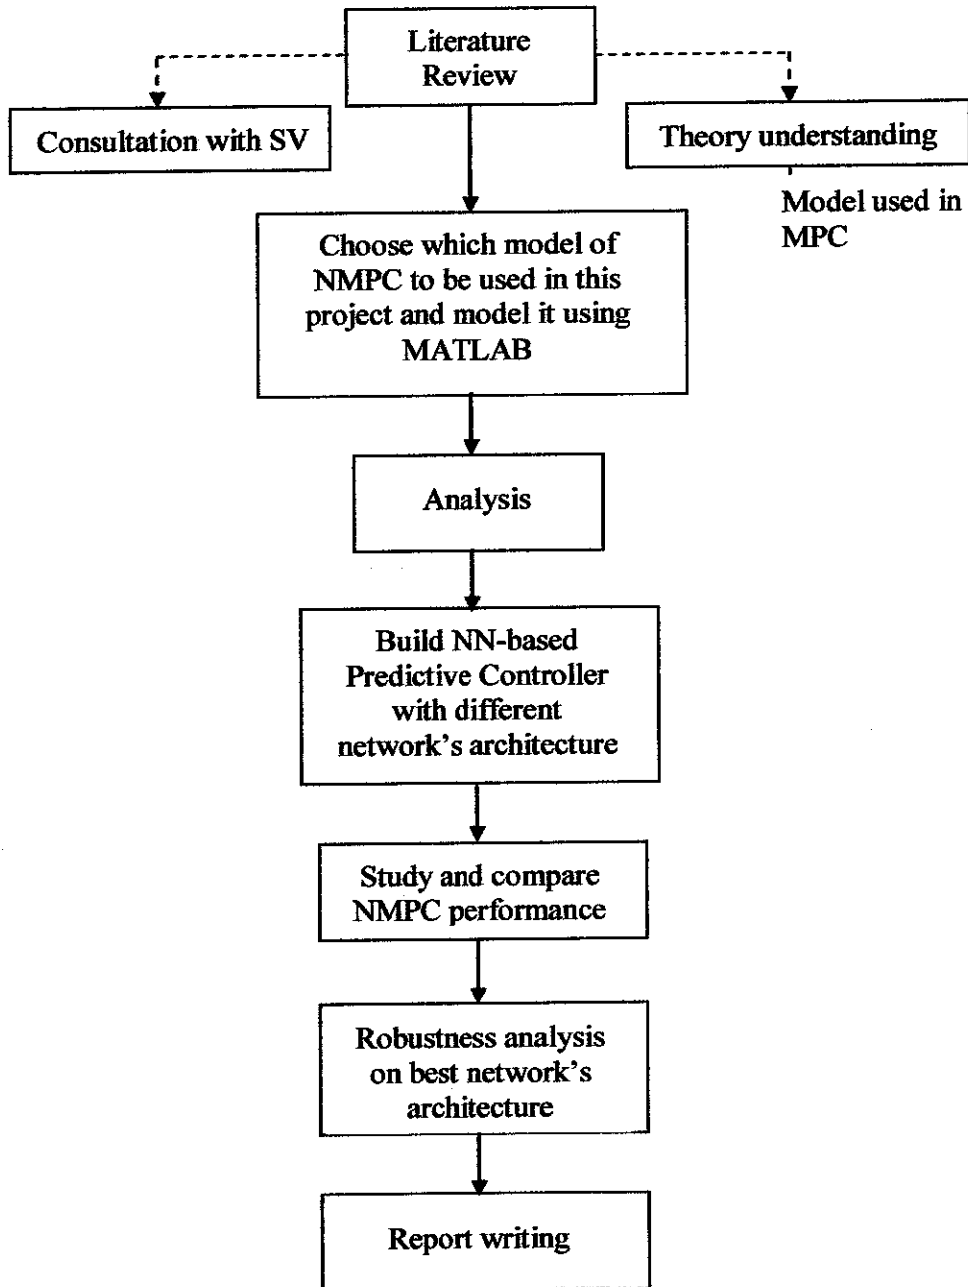 Literature
Review
Consultation with SV
Theory understanding
Model used in
MPC
Choose which model of
NMPC to be used in this
project and model it using
MATLAB
Analysis
Build NN-based
Predictive Controller
with different
network's architecture
Study and compare
NMPC performance
Robustness analysis
on best network's
architecture
Report writing